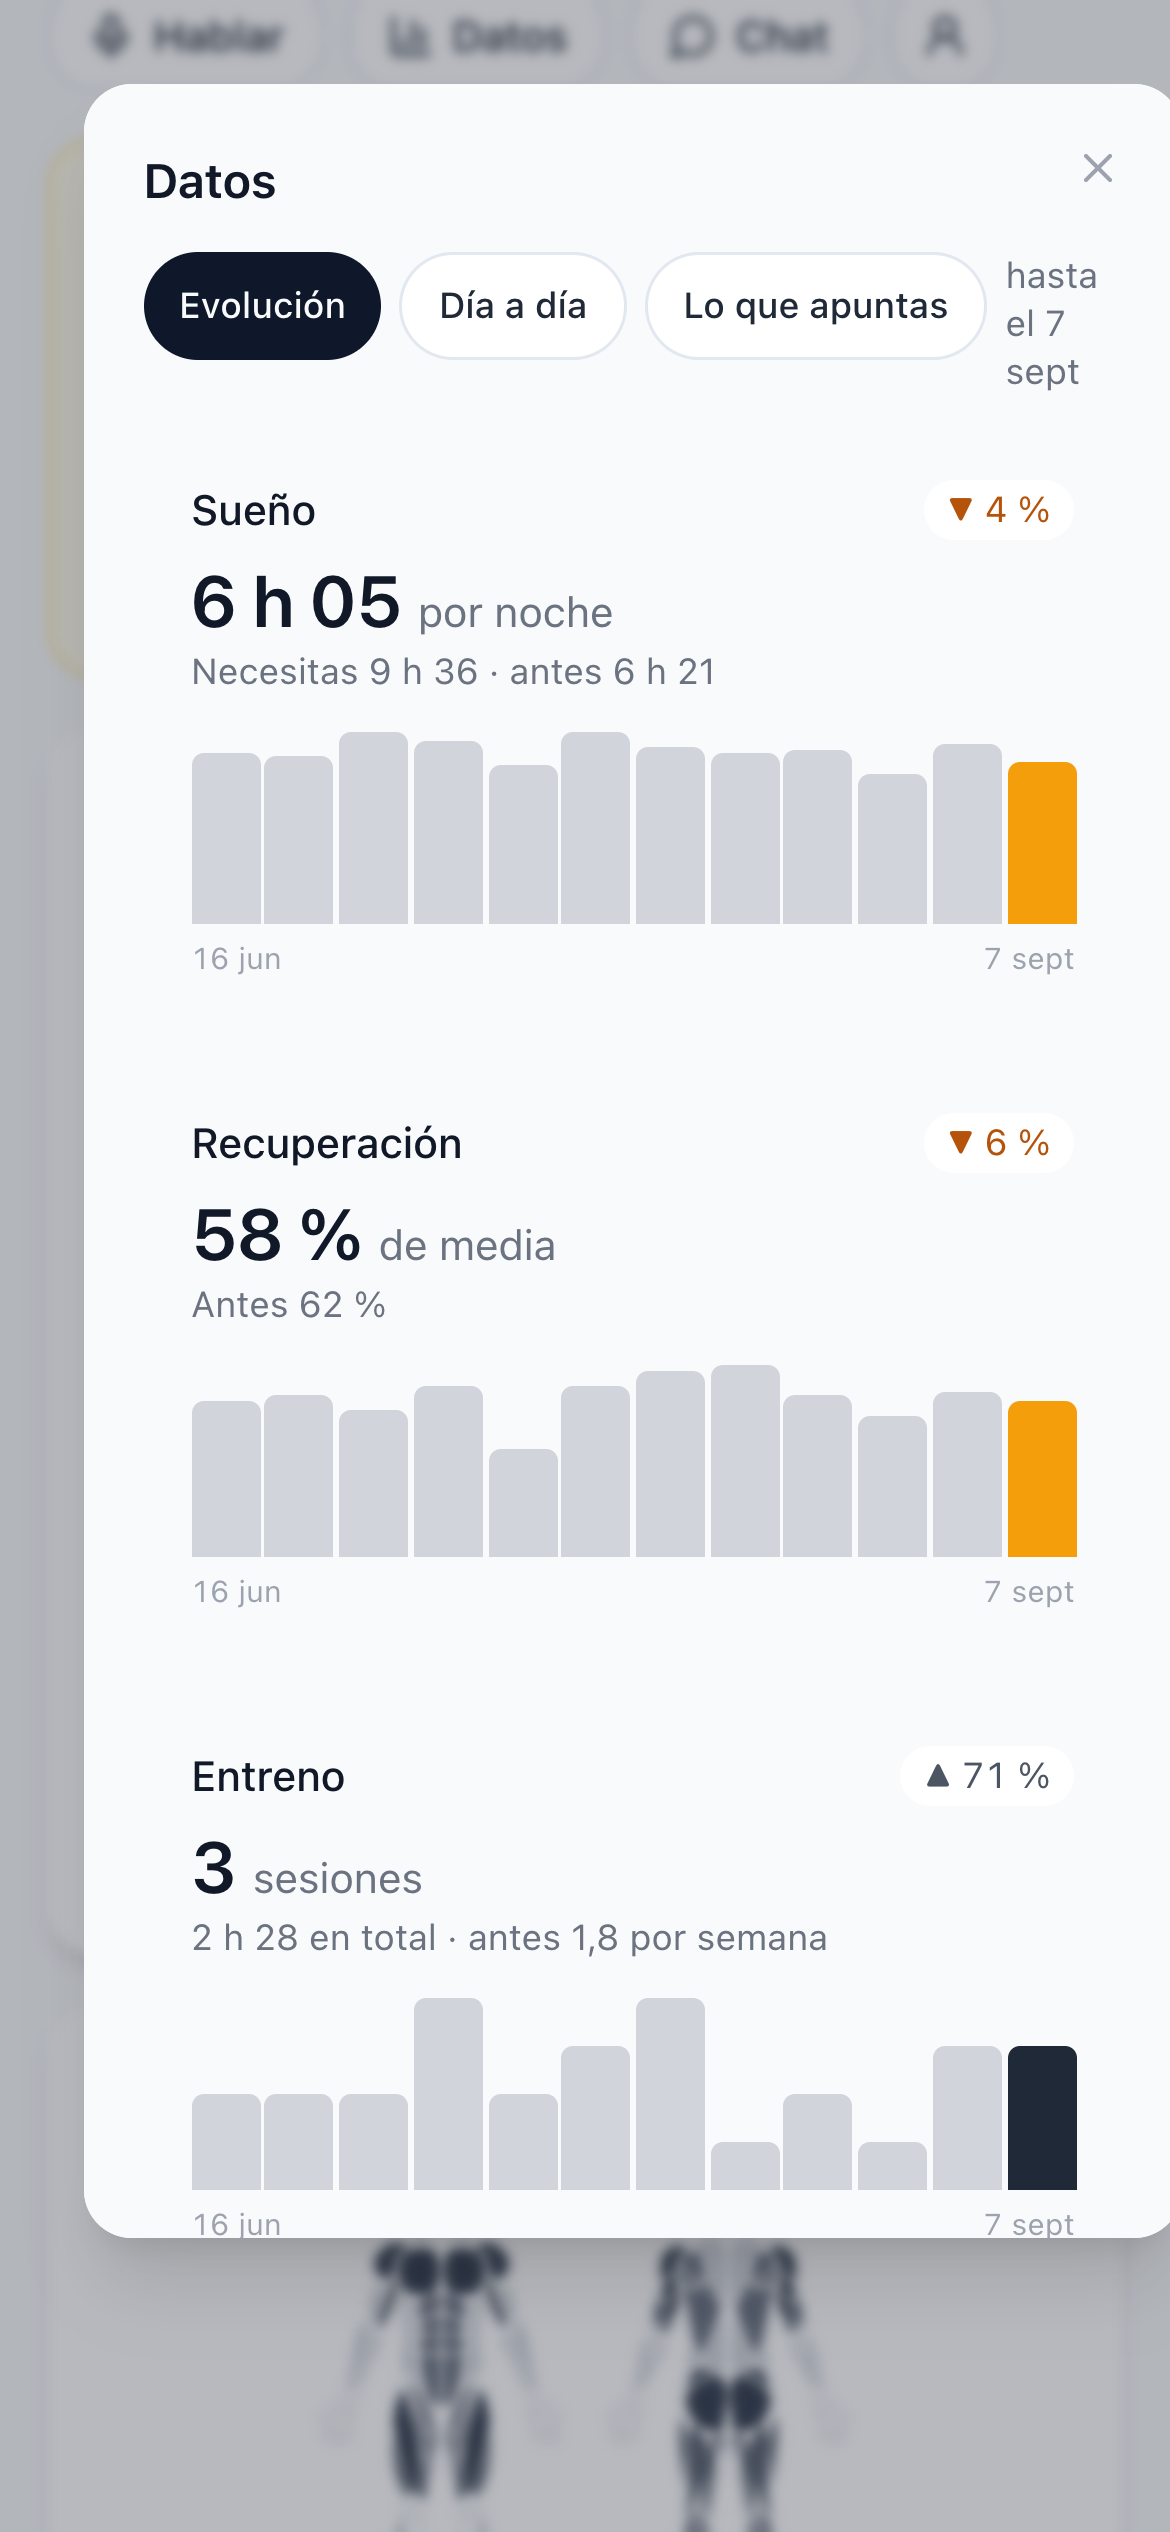 Hablar
Datos
Chat
Datos
Evolución
Día a día
Lo que apuntas
hasta
el 7
sept
Sueño
▼ 4 %
6 h 05 por noche
Necesitas 9 h 36 · antes 6 h 21
16 jun
7 sept
Recuperación
▼ 6 %
58 % de media
Antes 62 %
16 jun
7 sept
Entreno
▲ 71 %
3 sesiones
2 h 28 en total · antes 1,8 por semana
16 jun
7 sept